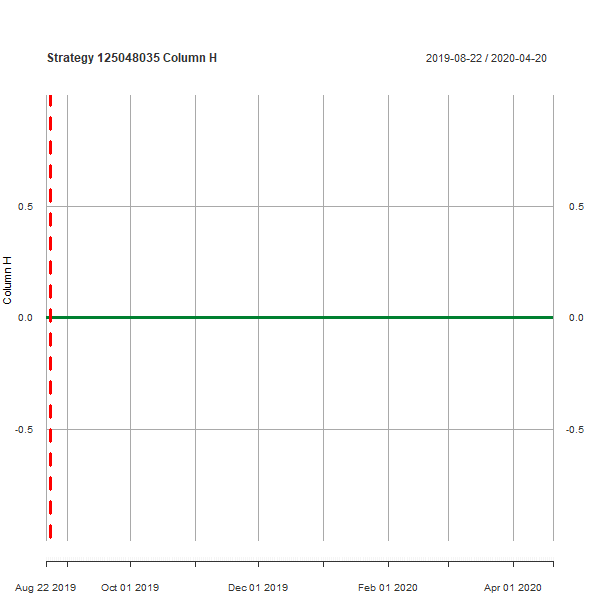 Strategy 125048035 Column H
2019-08-22 / 2020-04-20
0.5
0.5
Column H
0.0
0.0
-0.5
-0.5
Aug 22 2019
Oct 01 2019
Dec 01 2019
Feb 01 2020
Apr 01 2020